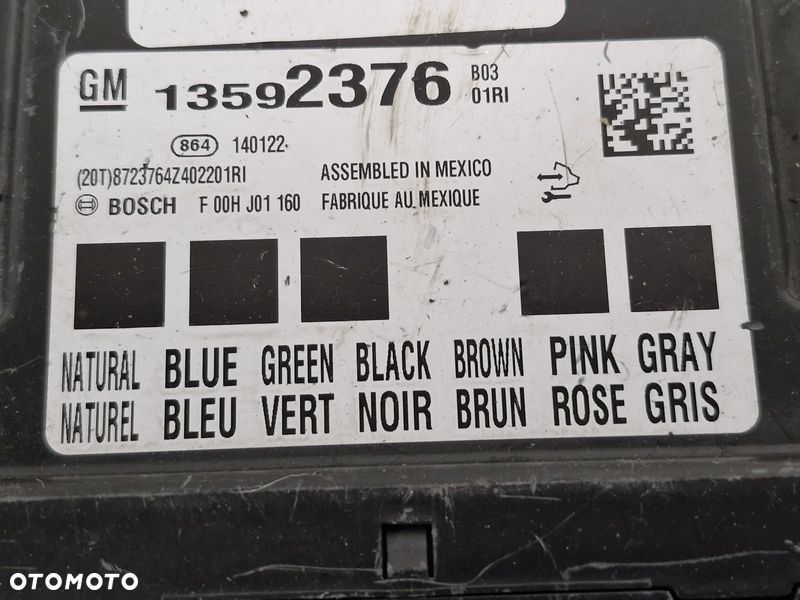 GM 13592376 B03
01RI
864 140122
(20T)8723764Z402201RI ASSEMBLED IN MEXICO
BOSCH F 00H J01 160 FABRIQUE AU MEXIQUE
NATURAL BLUE GREEN BLACK BROWN PINK GRAY
NATUREL BLEU VERT NOIR BRUN ROSE GRIS
OTOMOTO